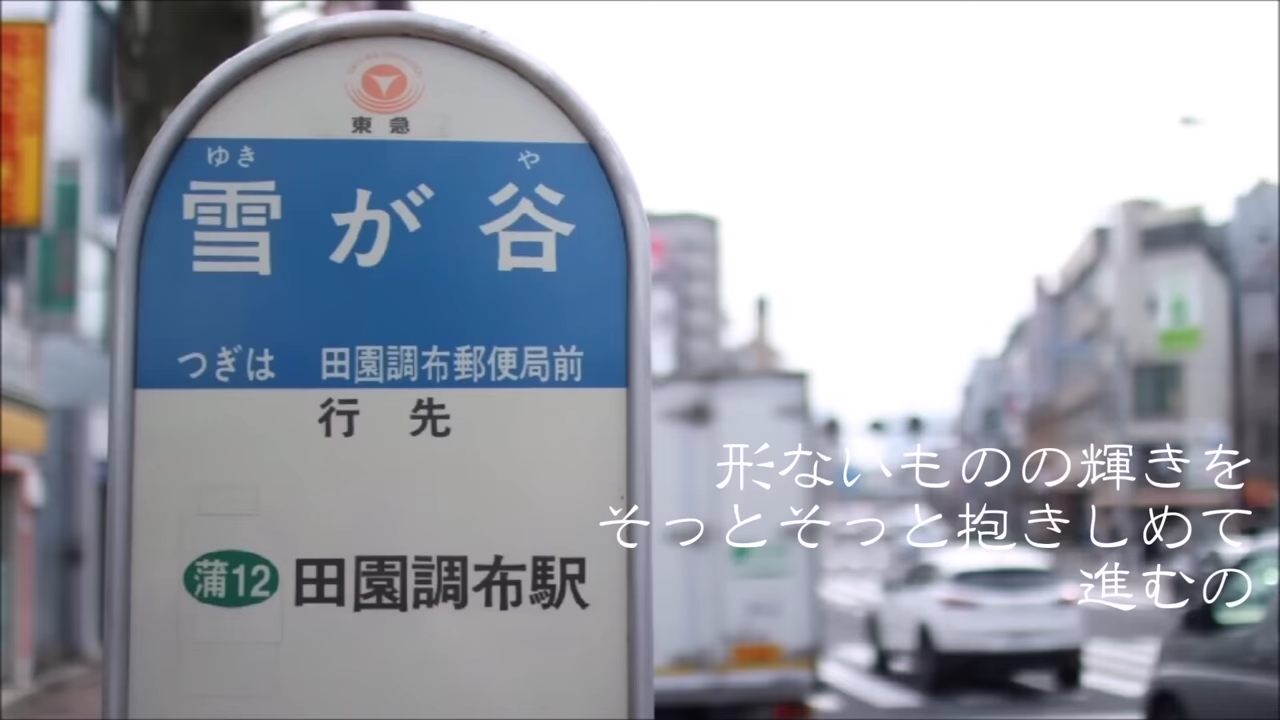 東急
ゆき や
雪が谷
つぎは 田園調布郵便局前
行先
蒲12 田園調布駅
形ないものの輝きを
そっとそっと抱きしめて
進むの